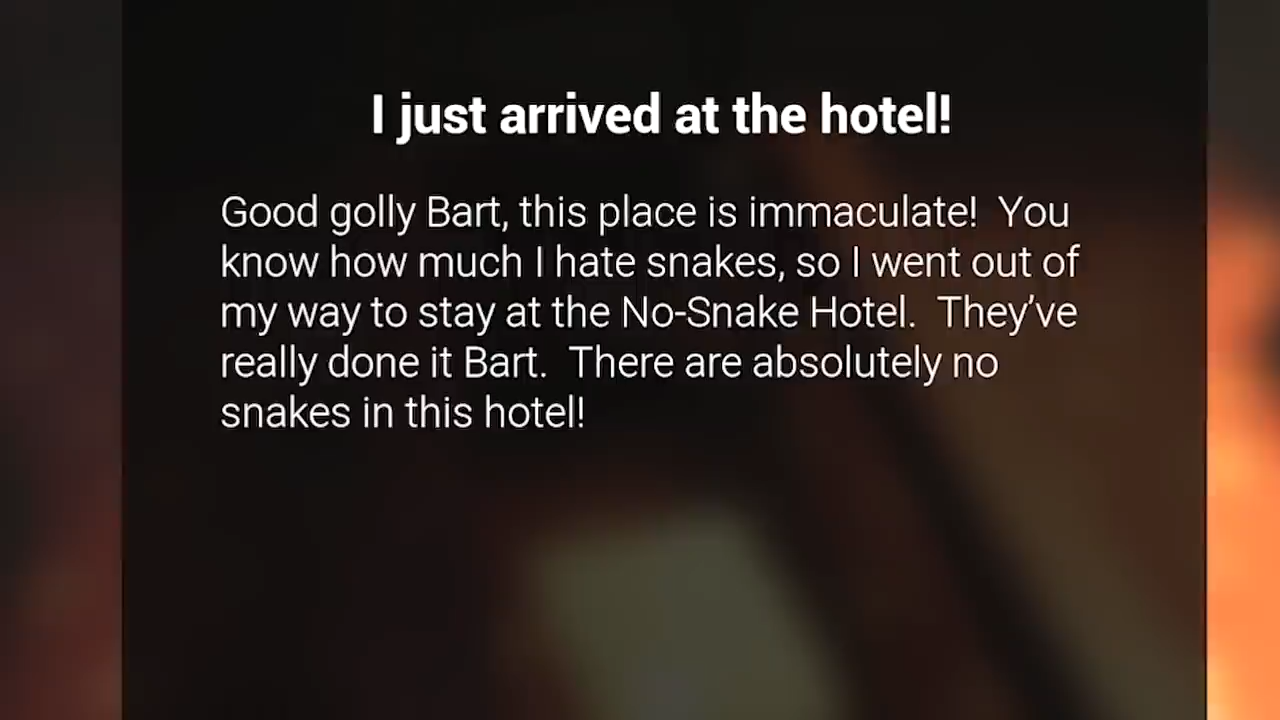 I just arrived at the hotel!
Good golly Bart, this place is immaculate!  You
know how much I hate snakes, so I went out of
my way to stay at the No-Snake Hotel.  They’ve
really done it Bart.  There are absolutely no
snakes in this hotel!